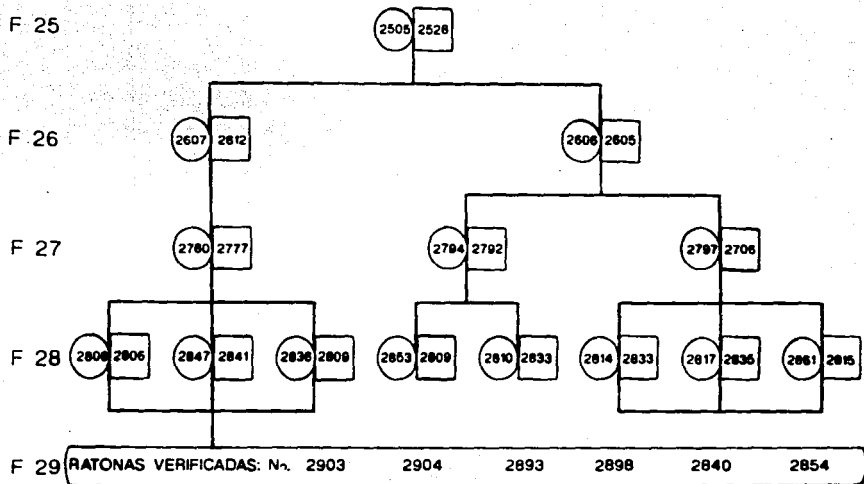 F 25
2505 2526
F 26
2607 2612 2606 2605
F 27
2760 2777 2794 2792 2797 2706
F 28
2808 2806 2847 2841 2836 2809 2853 2809 2810 2833 2814 2833 2817 2835 2861 2815
F 29 RATONAS VERIFICADAS: No. 2903 2904 2893 2898 2840 2854